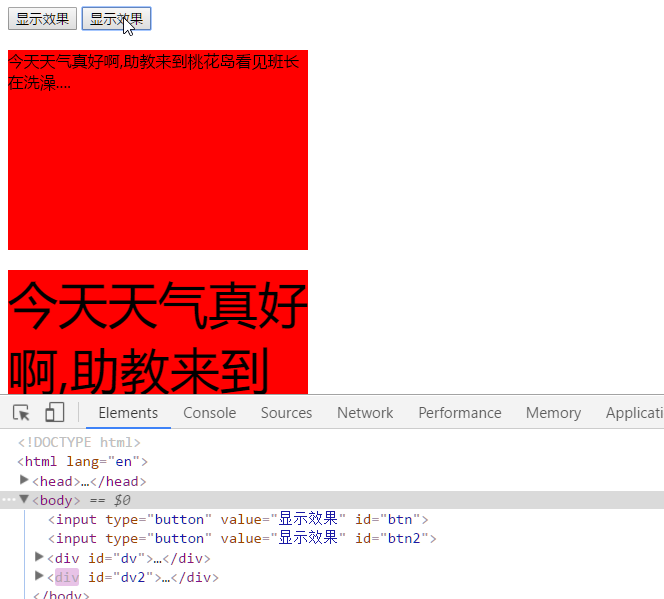 显示效果 显示效果
今天天气真好啊,助教来到桃花岛看见班长
在洗澡....
今天天气真好
啊,助教来到
Elements Console Sources Network Performance Memory Applicati
<!DOCTYPE html>
<html lang="en">
<head>…</head>
<body> == $0
<input type="button" value="显示效果" id="btn">
<input type="button" value="显示效果" id="btn2">
<div id="dv">…</div>
<div id="dv2">…</div>
</body>